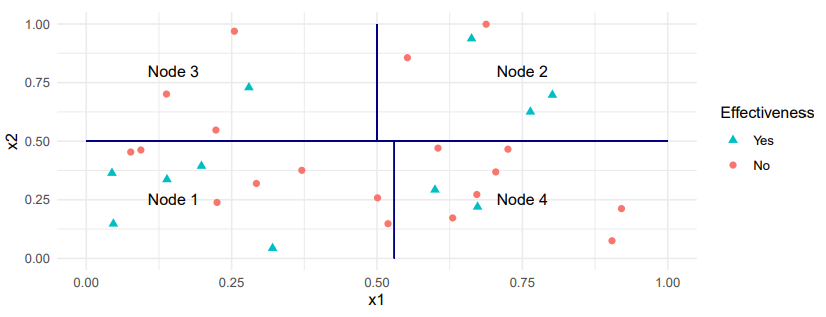 1.00
0.75
0.50
0.25
0.00
x2
Node 3
Node 2
Node 1
Node 4
0.00 0.25 0.50 0.75 1.00
x1
Effectiveness
Yes
No